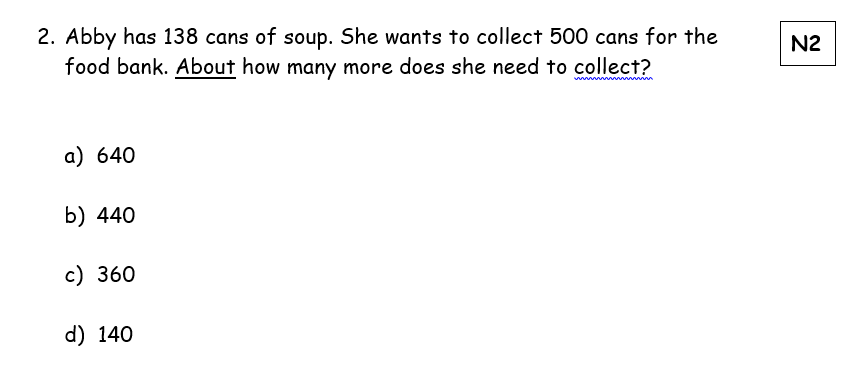 2. Abby has 138 cans of soup. She wants to collect 500 cans for the
food bank. About how many more does she need to collect?
N2
a) 640
b) 440
c) 360
d) 140